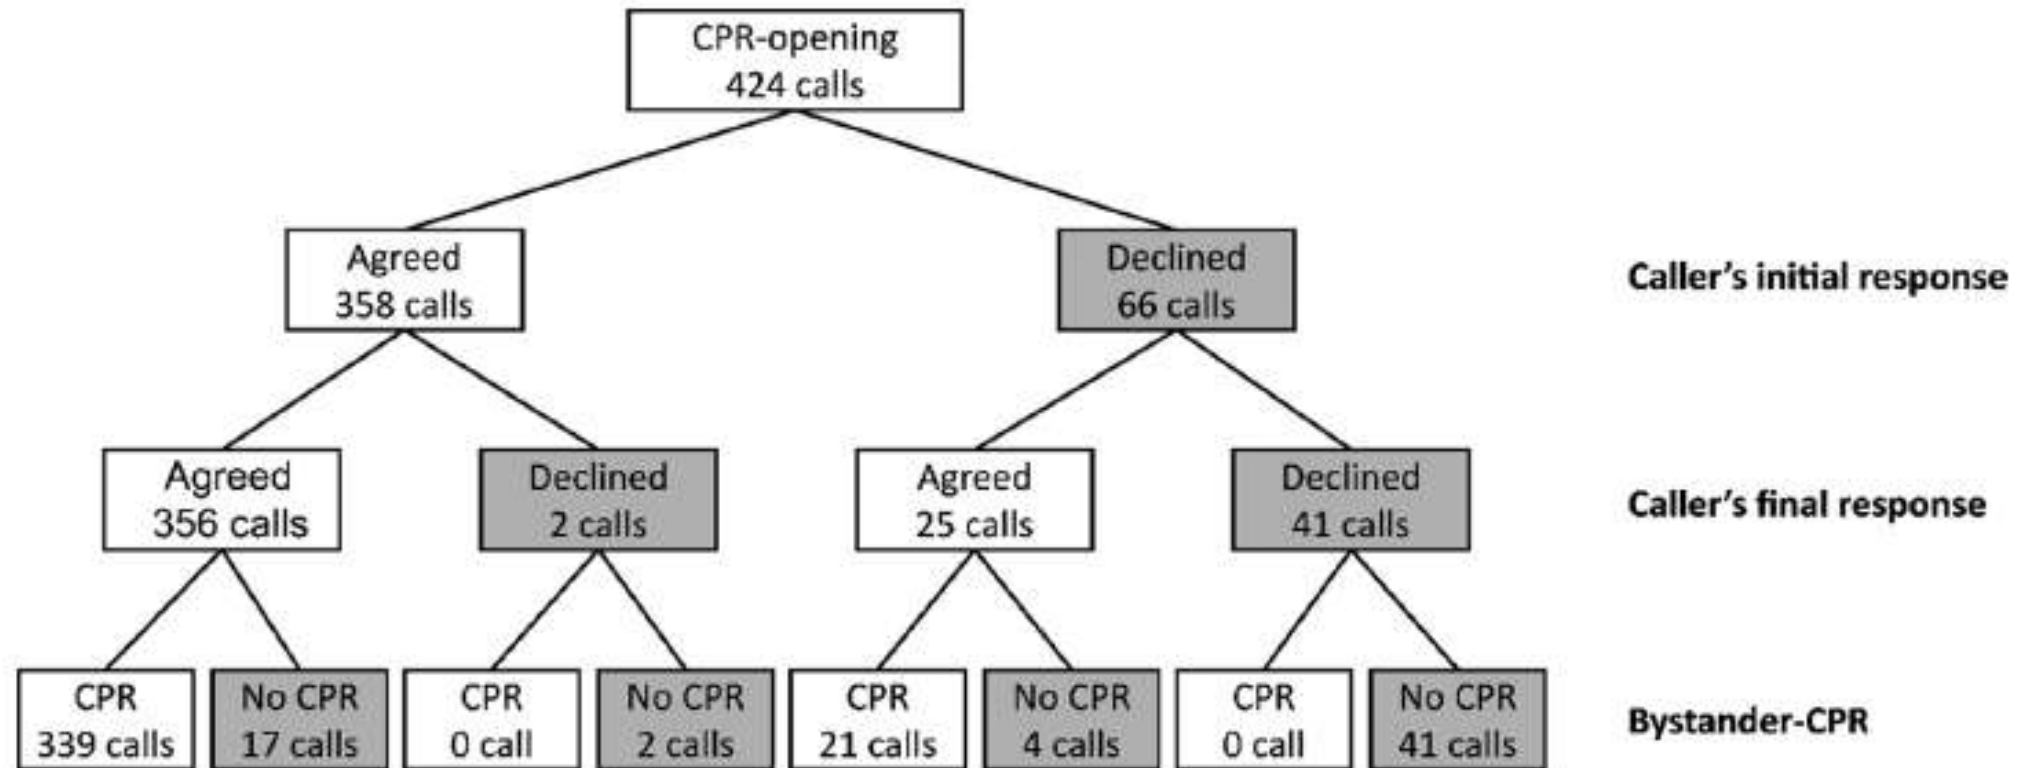 CPR-opening
424 calls
Agreed
358 calls
Declined
66 calls
Caller’s initial response
Agreed
356 calls
Declined
2 calls
Agreed
25 calls
Declined
41 calls
Caller’s final response
CPR
339 calls
No CPR
17 calls
CPR
0 call
No CPR
2 calls
CPR
21 calls
No CPR
4 calls
CPR
0 call
No CPR
41 calls
Bystander-CPR